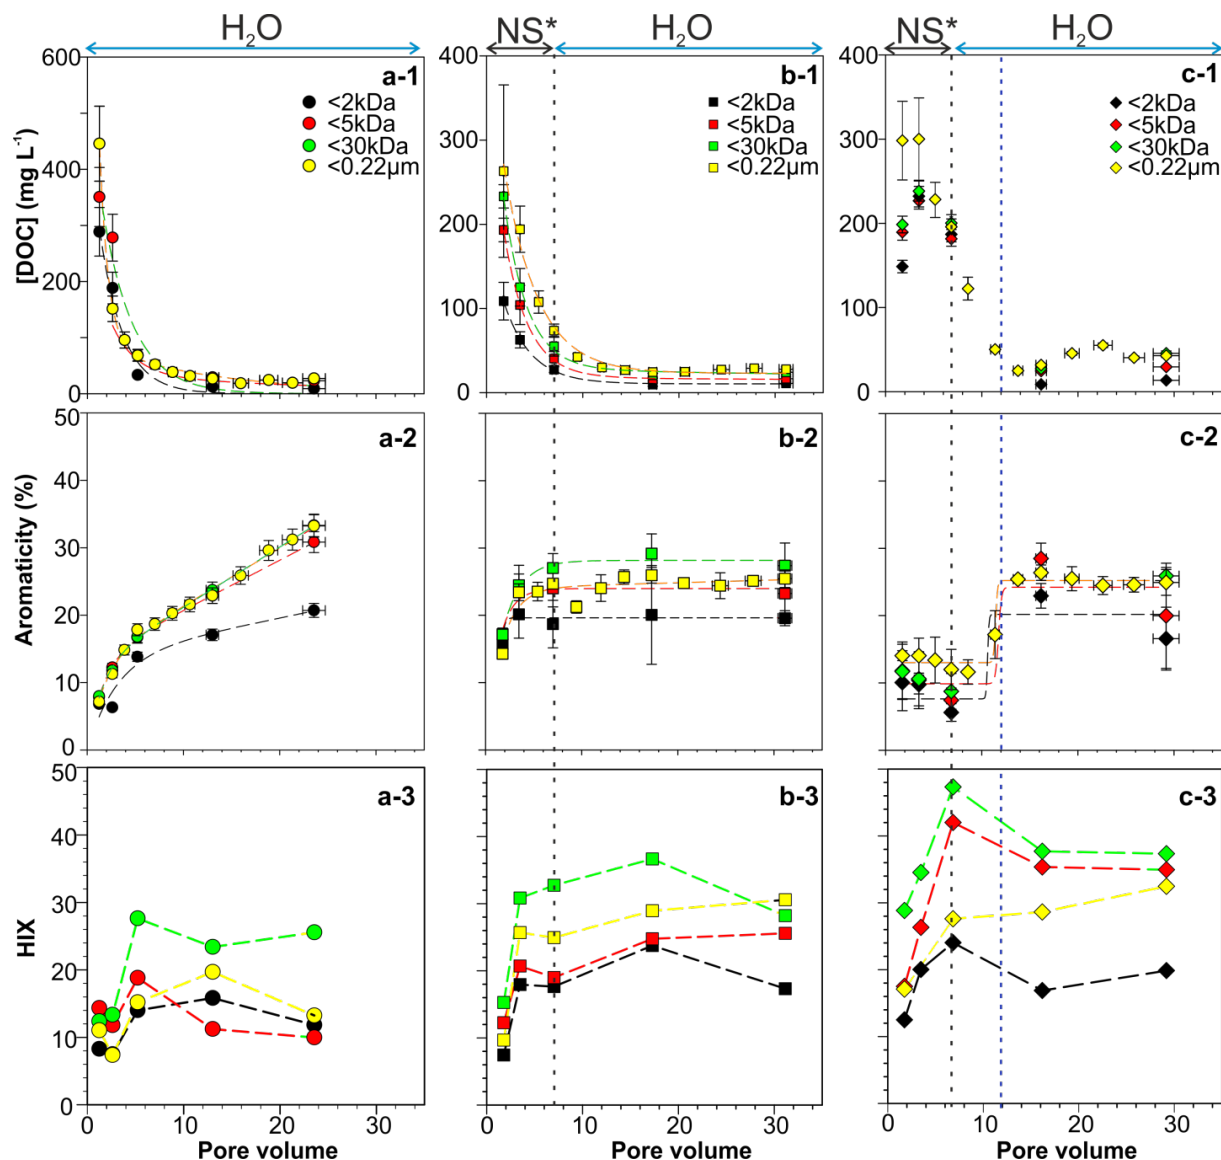 H₂O NS* H₂O NS* H₂O
600 a-1 400 b-1 400 c-1
<2kDa <2kDa <2kDa
<5kDa <5kDa <5kDa
<30kDa <30kDa <30kDa
<0.22µm <0.22µm <0.22µm
400 300 300
[DOC] (mg L⁻¹)
200 200 200
100 100
0 0 0
50 a-2 b-2 c-2
40
30
Aromaticity (%)
20
10
0
50 a-3 b-3 c-3
40
30
HIX
20
10
0
0 10 20 30 0 10 20 30 0 10 20 30
Pore volume Pore volume Pore volume